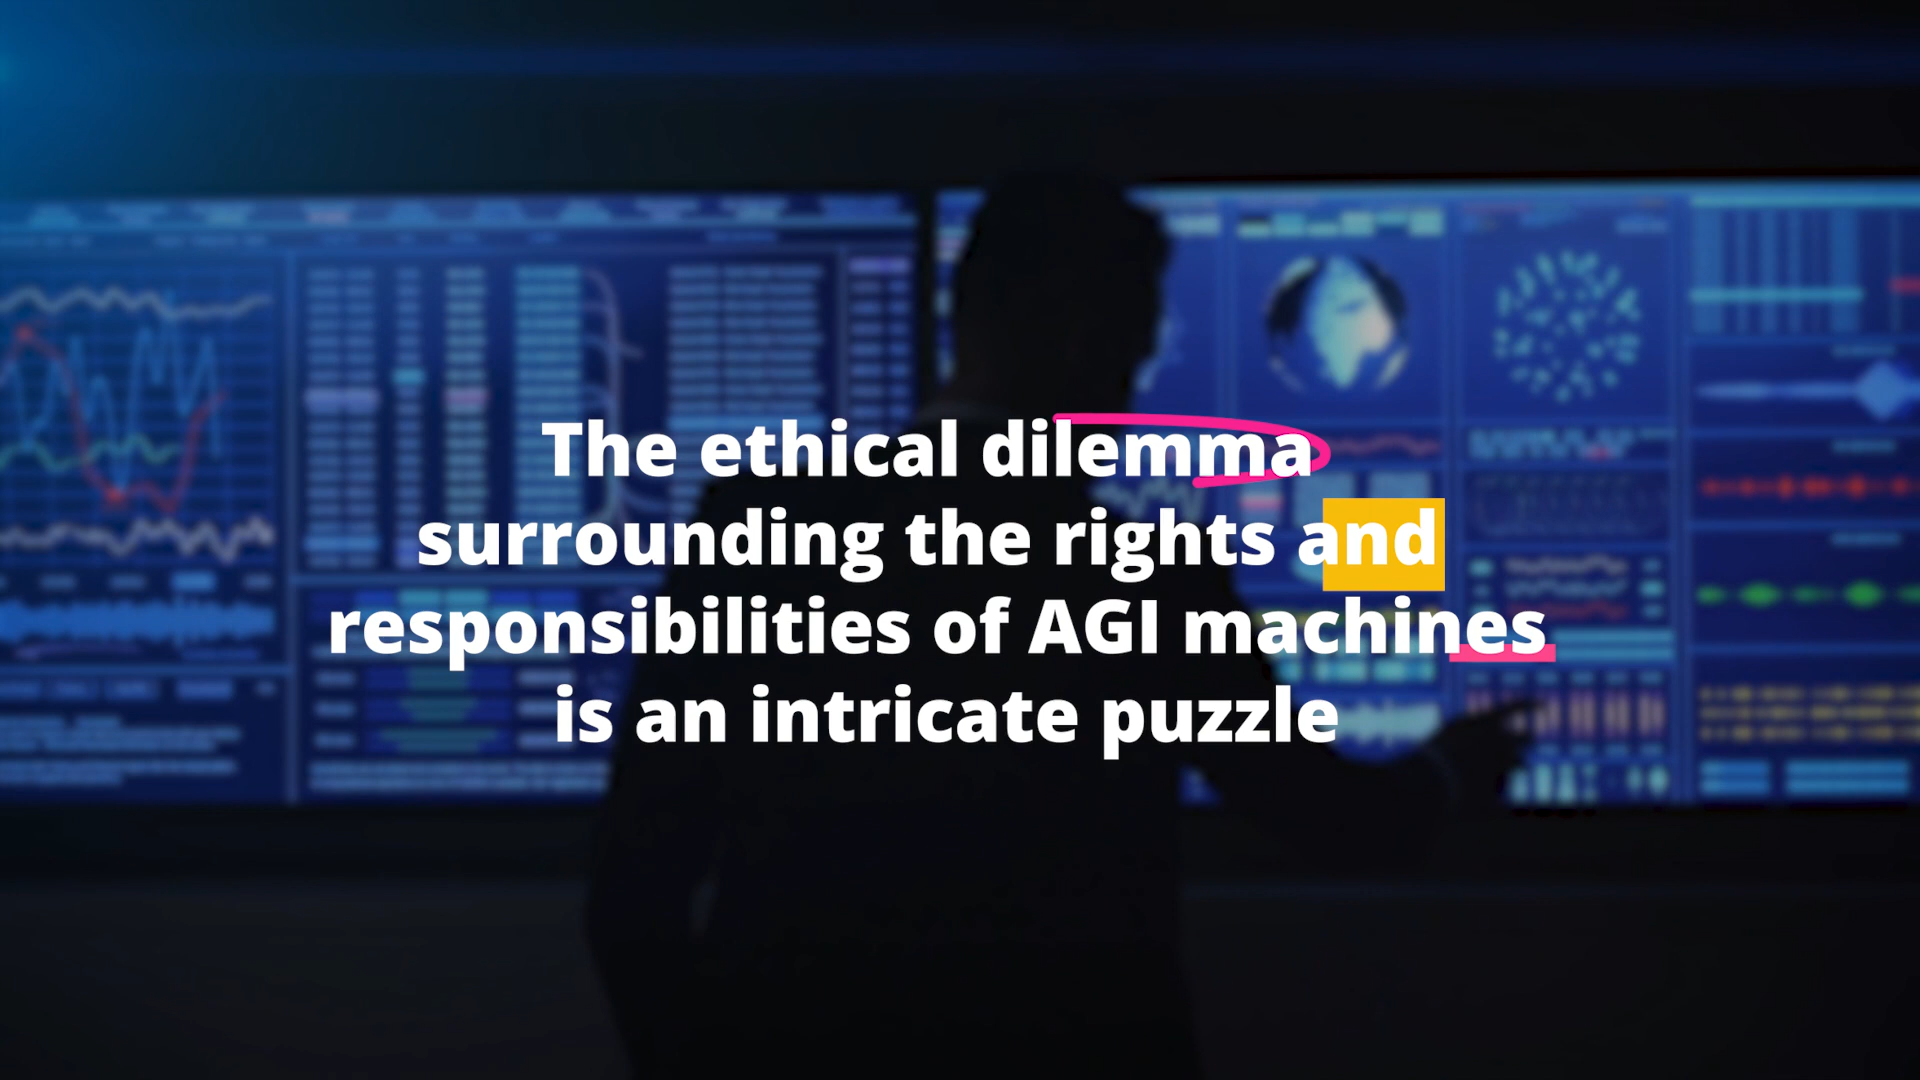 The ethical dilemma
surrounding the rights and
responsibilities of AGI machines
is an intricate puzzle